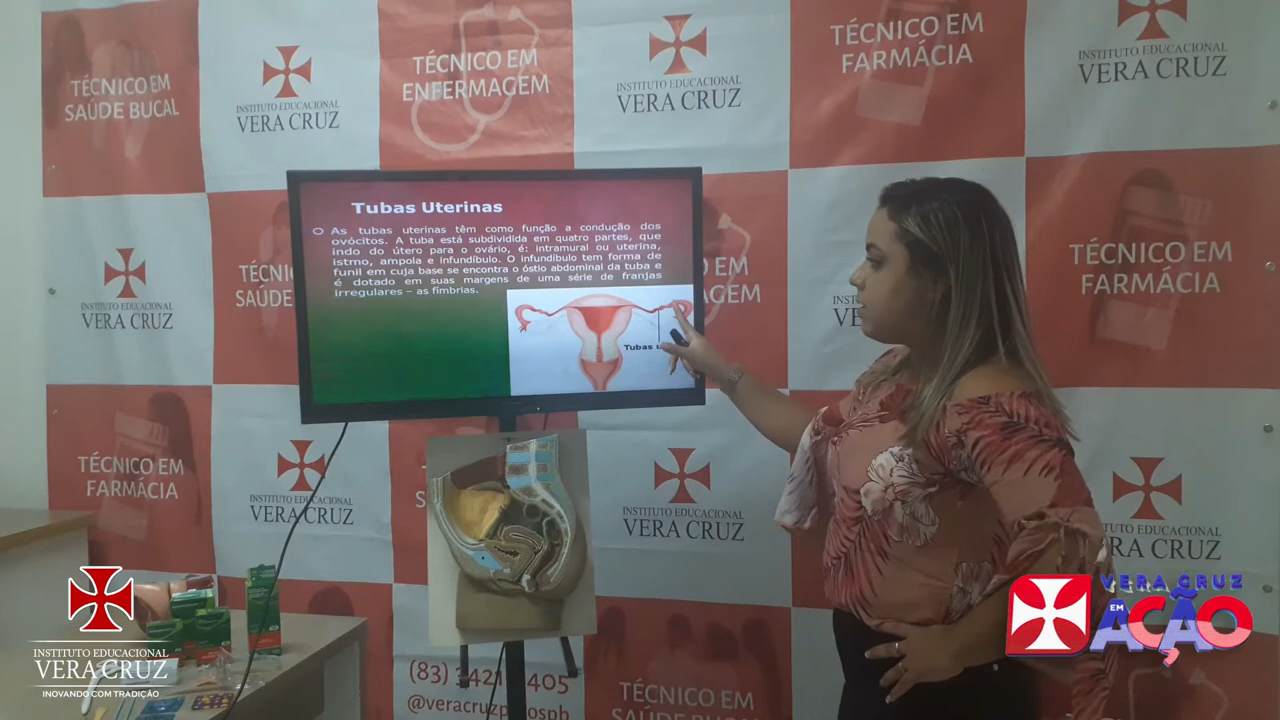 TÉCNICO EM
SAÚDE BUCAL
INSTITUTO EDUCACIONAL
VERA CRUZ
TÉCNICO EM
ENFERMAGEM
INSTITUTO EDUCACIONAL
VERA CRUZ
TÉCNICO EM
FARMÁCIA
INSTITUTO EDUCACIONAL
VERA CRUZ
Tubas Uterinas
As tubas uterinas têm como função a condução dos
ovócitos. A tuba está subdividida em quatro partes, que
indo do útero para o ovário, é: intramural ou uterina,
istmo, ampola e infundíbulo. O infundíbulo tem forma de
funil em cuja base se encontra o óstio abdominal da tuba e
é dotado em suas margens de uma série de franjas
irregulares – as fímbrias.
Tubas
INSTITUTO EDUCACIONAL
VERA CRUZ
TÉCNICO EM
FARMÁCIA
TÉCNICO EM
FARMÁCIA
INSTITUTO EDUCACIONAL
VERA CRUZ
INSTITUTO EDUCACIONAL
VERA CRUZ
INSTITUTO EDUCACIONAL
INSTITUTO EDUCACIONAL
VERA CRUZ
INOVANDO COM TRADIÇÃO
(83)
TÉCNICO EM
SAÚDE BUCAL
VERA CRUZ
EM
AÇÃO